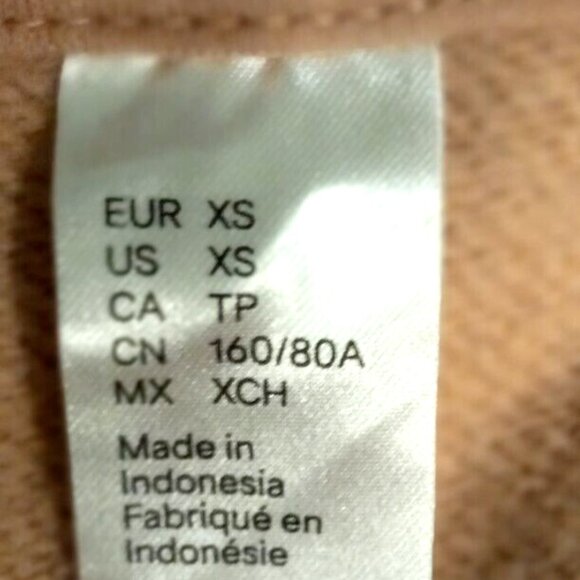 EUR XS
US XS
CA TP
CN 160/80A
MX XCH
Made in
Indonesia
Fabriqué en
Indonésie